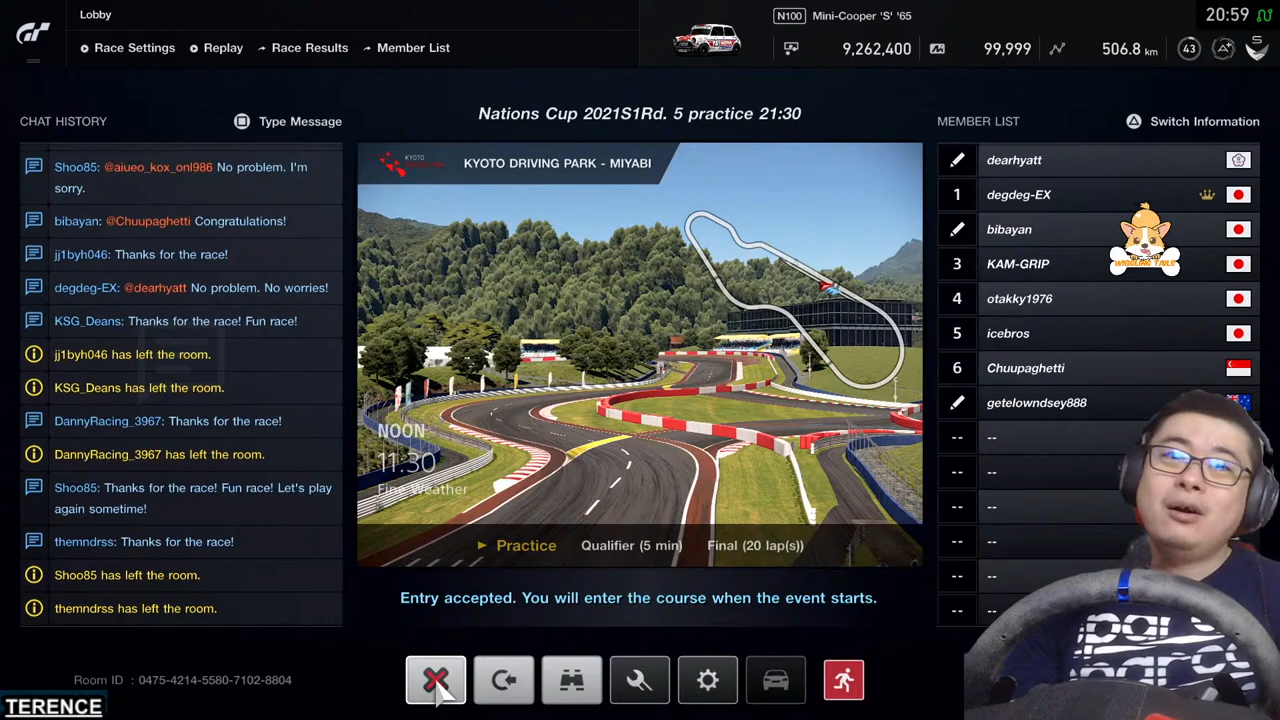 Lobby
N100 Mini-Cooper 'S' '65
20:59
Race Settings Replay Race Results Member List
9,262,400 99,999 506.8 km 43
Nations Cup 2021S1Rd. 5 practice 21:30
CHAT HISTORY Type Message
Shoo85: @aiueo_kox_onl986 No problem. I'm
sorry.
bibayan: @Chuupaghetti Congratulations!
jj1byh046: Thanks for the race!
degdeg-EX: @dearhyatt No problem. No worries!
KSG_Deans: Thanks for the race! Fun race!
jj1byh046 has left the room.
KSG_Deans has left the room.
DannyRacing_3967: Thanks for the race!
DannyRacing_3967 has left the room.
Shoo85: Thanks for the race! Fun race! Let's play
again sometime!
themndrss: Thanks for the race!
Shoo85 has left the room.
themndrss has left the room.
KYOTO
KYOTO DRIVING PARK - MIYABI
NOON
11:30
Fine Weather
Practice Qualifier (5 min) Final (20 lap(s))
Entry accepted. You will enter the course when the event starts.
MEMBER LIST Switch Information
dearhyatt
1 degdeg-EX
bibayan
WIGGLING TAILS
3 KAM-GRIP
4 otakky1976
5 icebros
6 Chuupaghetti
getelowndsey888
-- --
-- --
-- --
-- --
-- --
-- --
Room ID : 0475-4214-5580-7102-8804
TERENCE
sparco